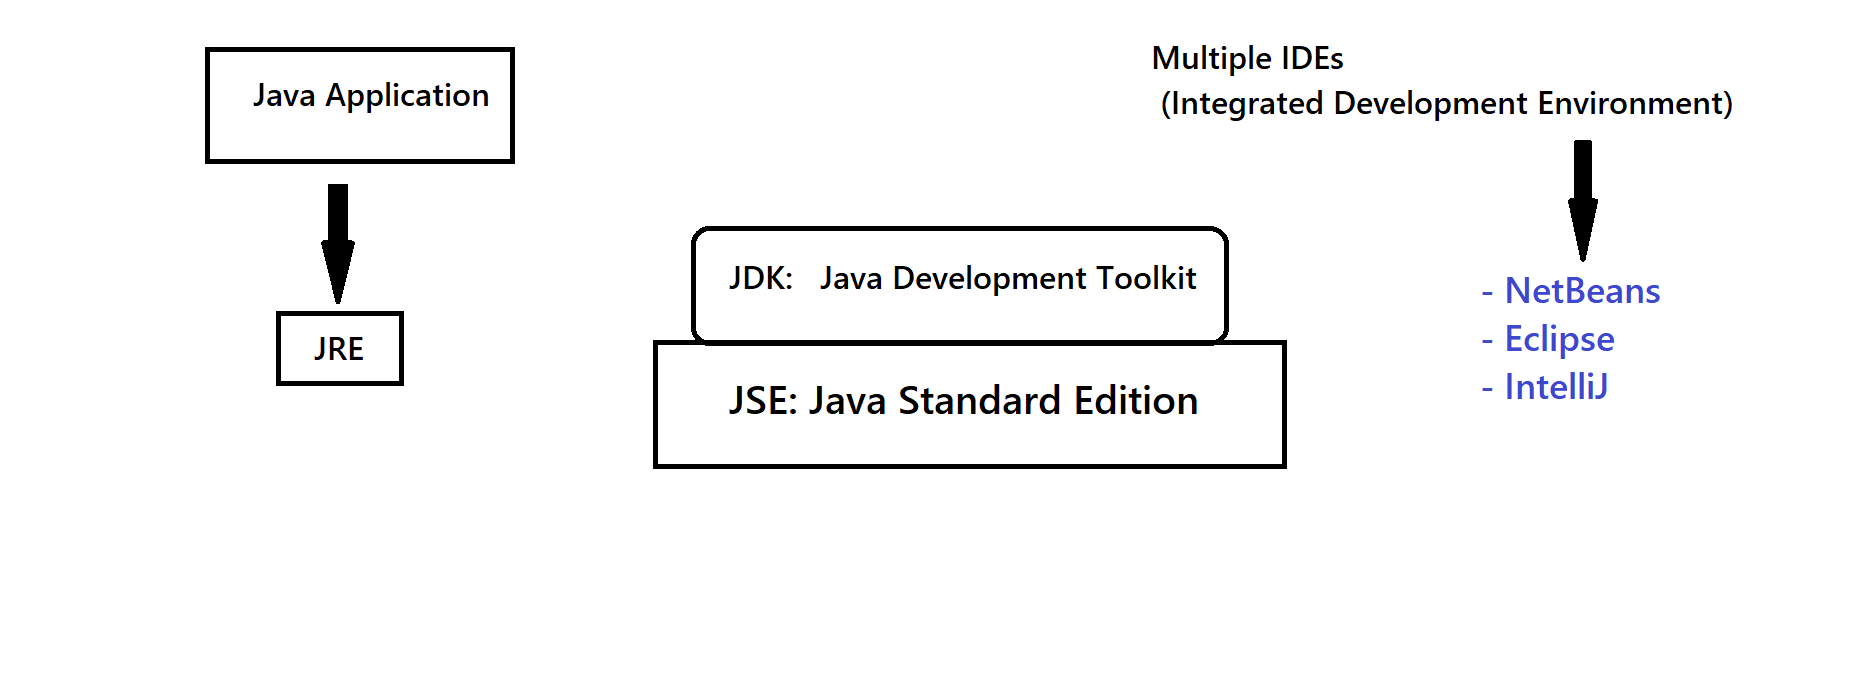 Java Application
JRE
JDK: Java Development Toolkit
JSE: Java Standard Edition
Multiple IDEs
(Integrated Development Environment)
- NetBeans
- Eclipse
- IntelliJ